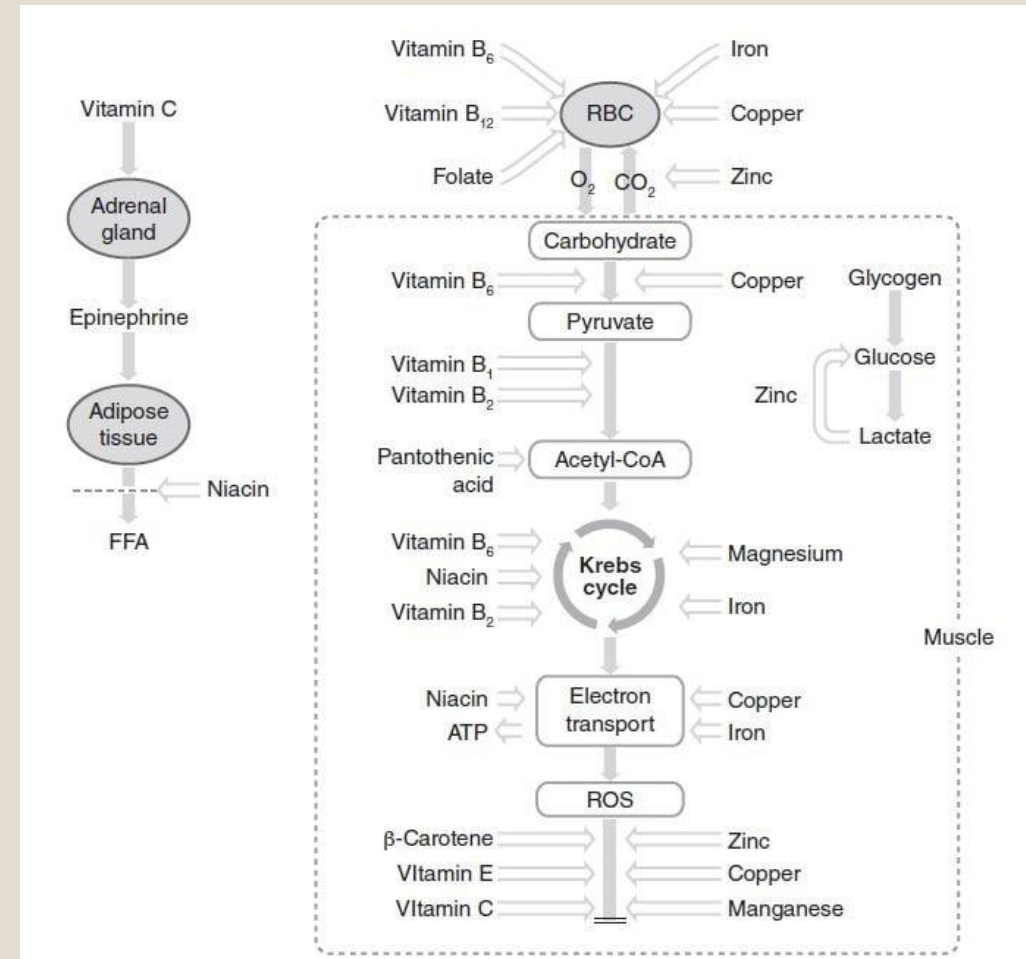 Vitamin C
Adrenal
gland
Epinephrine
Adipose
tissue
Niacin
FFA
Vitamin B6
Iron
Vitamin B12
RBC
Copper
Folate
O2 CO2
Zinc
Carbohydrate
Vitamin B6
Copper
Pyruvate
Vitamin B1
Vitamin B2
Pantothenic
acid
Acetyl-CoA
Vitamin B6
Niacin
Vitamin B2
Krebs
cycle
Magnesium
Iron
Niacin
ATP
Electron
transport
Copper
Iron
ROS
β-Carotene
Zinc
VItamin E
Copper
VItamin C
Manganese
Glycogen
Glucose
Zinc
Lactate
Muscle